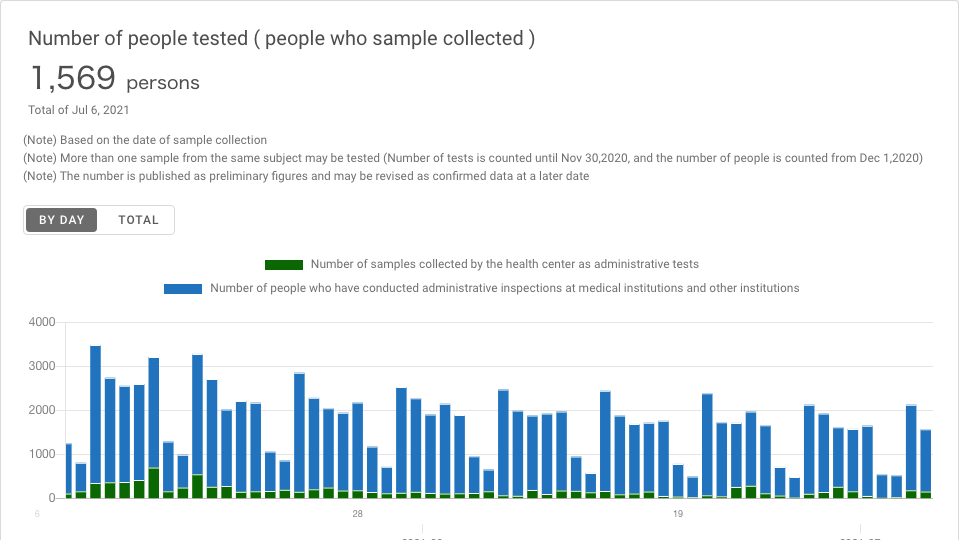 Number of people tested ( people who sample collected )
1,569 persons
Total of Jul 6, 2021
(Note) Based on the date of sample collection
(Note) More than one sample from the same subject may be tested (Number of tests is counted until Nov 30,2020, and the number of people is counted from Dec 1,2020)
(Note) The number is published as preliminary figures and may be revised as confirmed data at a later date
BY DAY TOTAL
Number of samples collected by the health center as administrative tests
Number of people who have conducted administrative inspections at medical institutions and other institutions
4000
3000
2000
1000
0
6 28 19